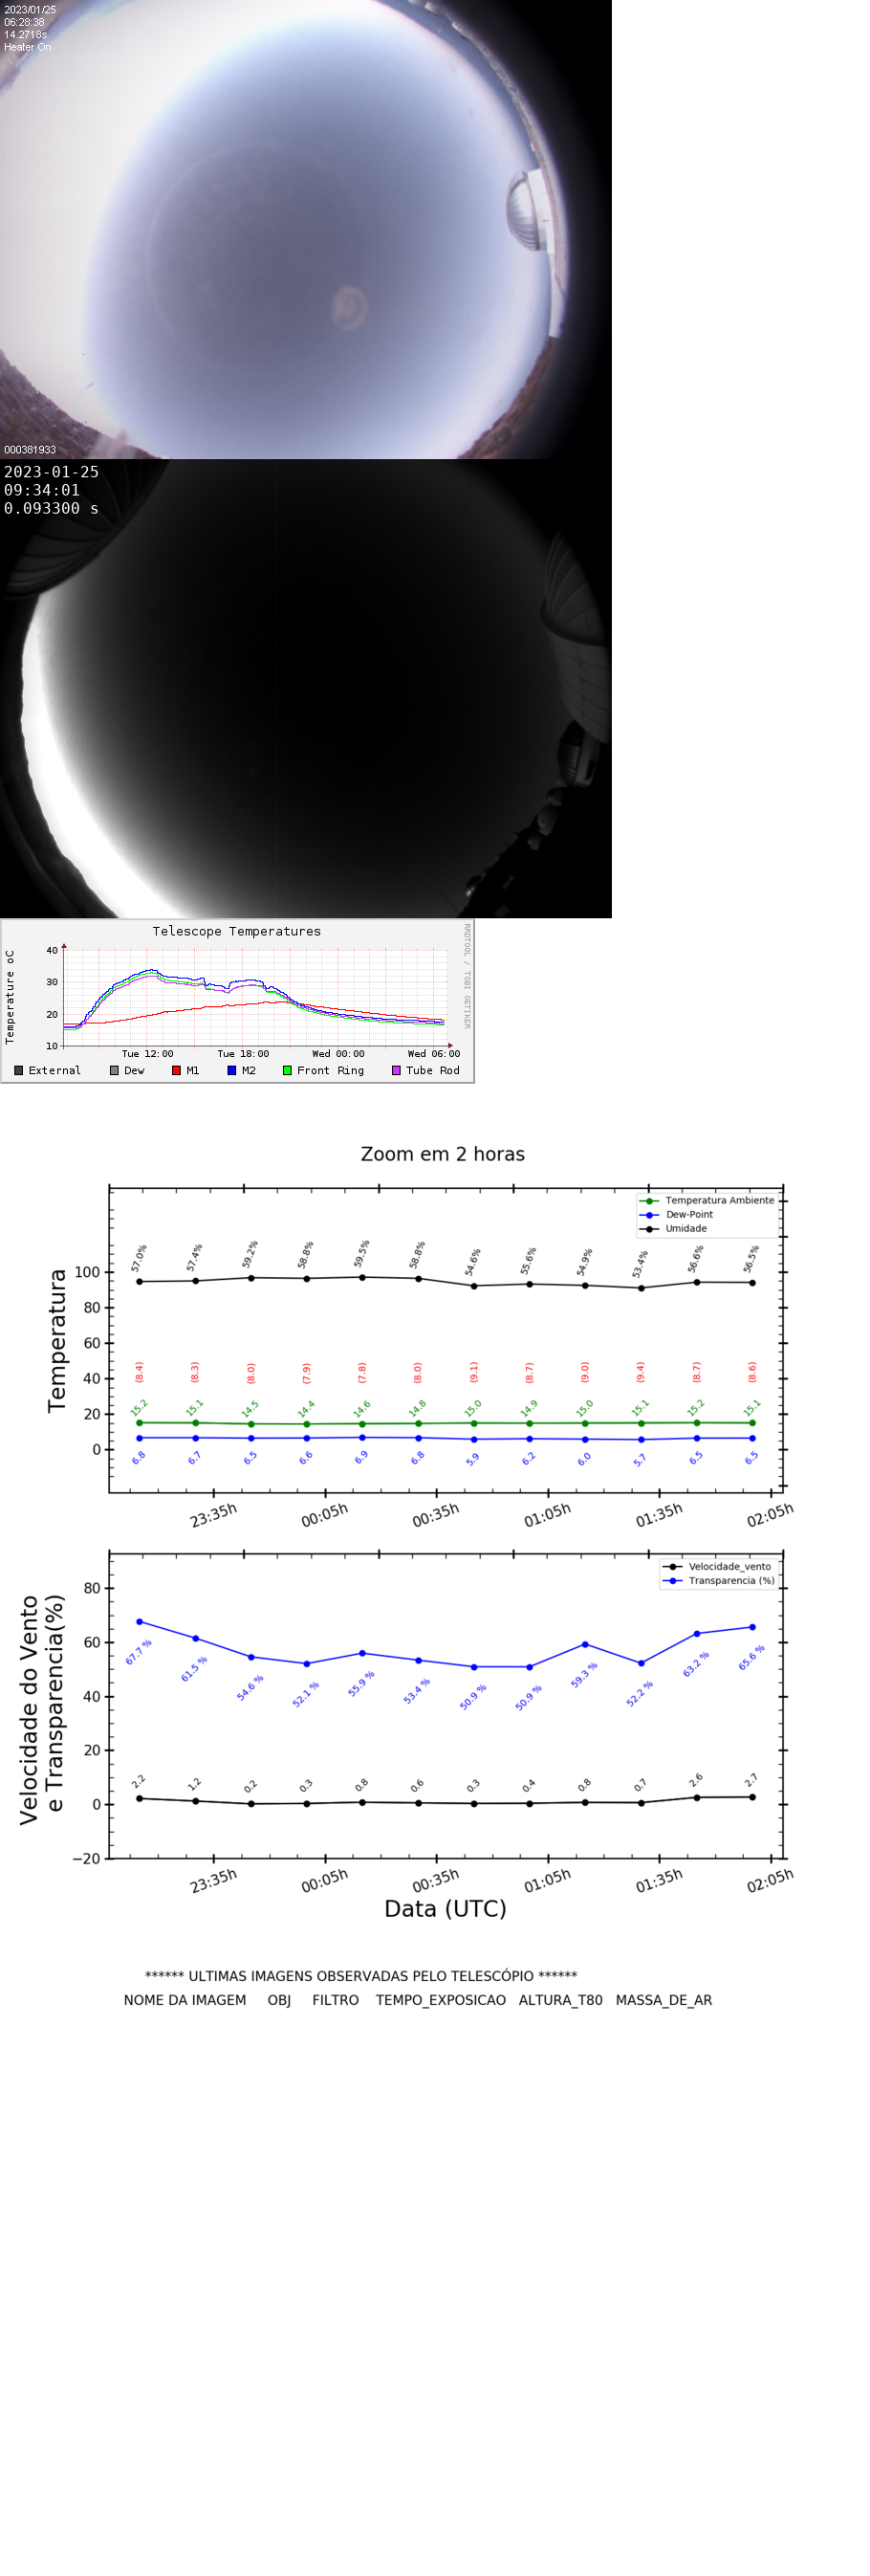 2023/01/25
06:28:38
14.2718s
Heater On
000381933
2023-01-25
09:34:01
0.093300 s
Telescope Temperatures
RRDTOOL / TOBI OETIKER
Temperature oC
40
30
20
10
Tue 12:00 Tue 18:00 Wed 00:00 Wed 06:00
External Dew M1 M2 Front Ring Tube Rod
Zoom em 2 horas
Temperatura Ambiente
Dew-Point
Umidade
Temperatura
100
80
60
40
20
0
57.0% 57.4% 59.2% 58.8% 59.5% 58.8% 54.6% 55.6% 54.9% 53.4% 56.6% 56.5%
(8.4) (8.3) (8.0) (7.9) (7.8) (8.0) (9.1) (8.7) (9.0) (9.4) (8.7) (8.6)
15.2 15.1 14.5 14.4 14.6 14.8 15.0 14.9 15.0 15.1 15.2 15.1
6.8 6.7 6.5 6.6 6.9 6.8 5.9 6.2 6.0 5.7 6.5 6.5
23:35h 00:05h 00:35h 01:05h 01:35h 02:05h
Velocidade_vento
Transparencia (%)
Velocidade do Vento
e Transparencia(%)
80
60
40
20
0
−20
67.7 % 61.5 % 54.6 % 52.1 % 55.9 % 53.4 % 50.9 % 50.9 % 59.3 % 52.2 % 63.2 % 65.6 %
2.2 1.2 0.2 0.3 0.8 0.6 0.3 0.4 0.8 0.7 2.6 2.7
23:35h 00:05h 00:35h 01:05h 01:35h 02:05h
Data (UTC)
****** ULTIMAS IMAGENS OBSERVADAS PELO TELESCÓPIO ******
NOME DA IMAGEM OBJ FILTRO TEMPO_EXPOSICAO ALTURA_T80 MASSA_DE_AR